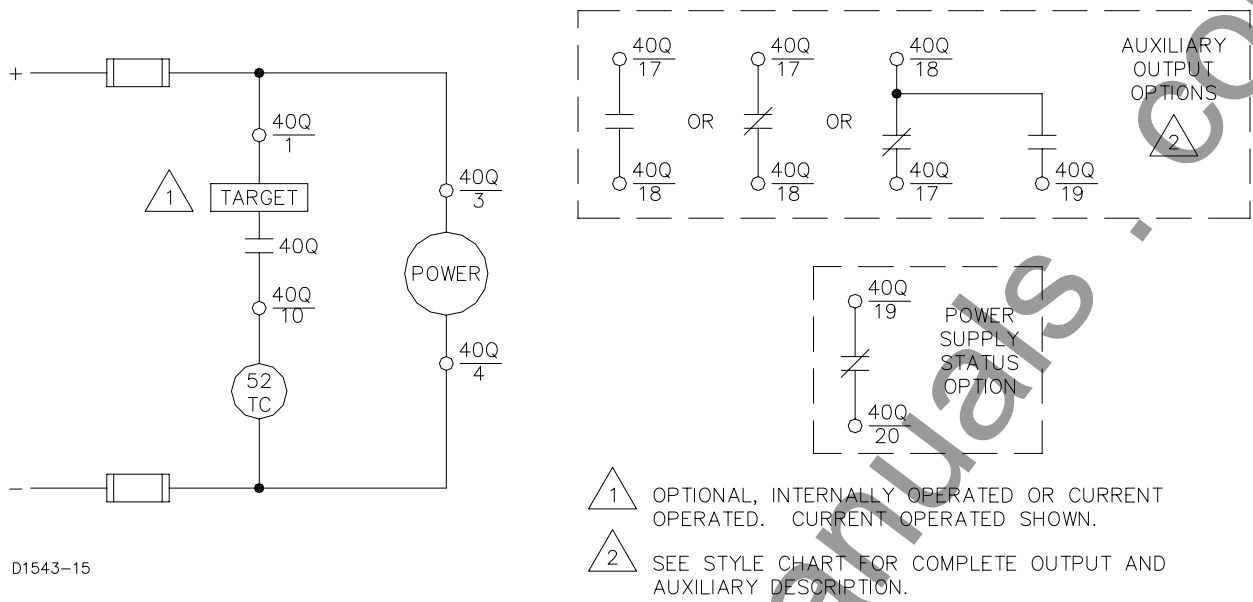 +
40Q
1
1
TARGET
40Q
40Q
10
52
TC
40Q
3
POWER
40Q
4
−
D1543-15
40Q
17
40Q
18
OR
40Q
17
40Q
18
OR
40Q
18
40Q
17
40Q
19
AUXILIARY
OUTPUT
OPTIONS
2
40Q
19
40Q
20
POWER
SUPPLY
STATUS
OPTION
1 OPTIONAL, INTERNALLY OPERATED OR CURRENT
OPERATED. CURRENT OPERATED SHOWN.
2 SEE STYLE CHART FOR COMPLETE OUTPUT AND
AUXILIARY DESCRIPTION.
anuals . co